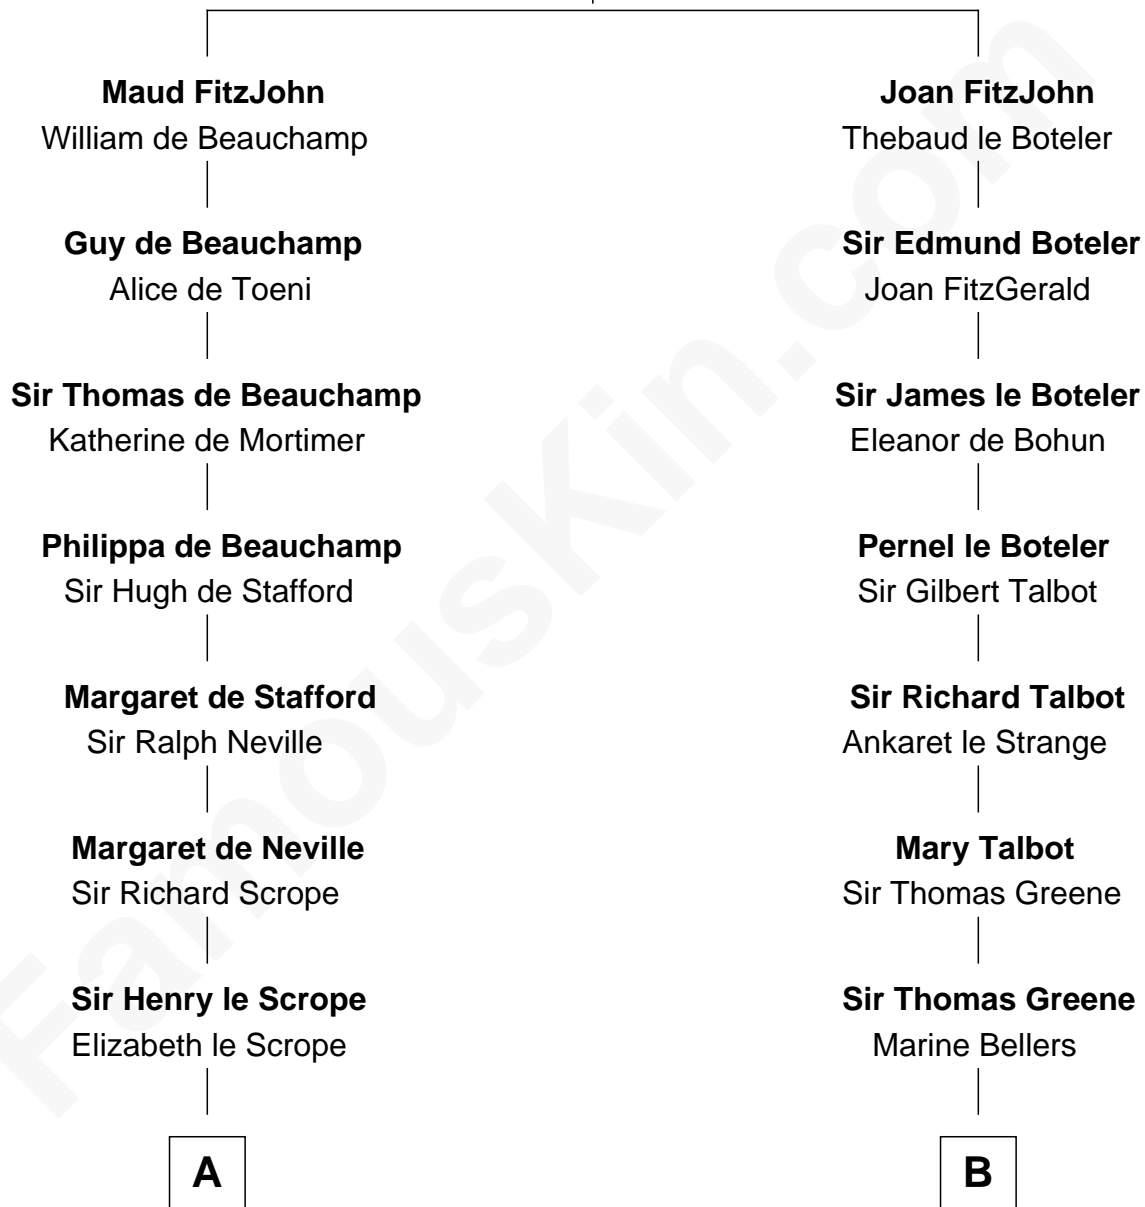 Maud FitzJohn
William de Beauchamp
Guy de Beauchamp
Alice de Toeni
Sir Thomas de Beauchamp
Katherine de Mortimer
Philippa de Beauchamp
Sir Hugh de Stafford
Margaret de Stafford
Sir Ralph Neville
Margaret de Neville
Sir Richard Scrope
Sir Henry le Scrope
Elizabeth le Scrope
A
Joan FitzJohn
Thebaud le Boteler
Sir Edmund Boteler
Joan FitzGerald
Sir James le Boteler
Eleanor de Bohun
Pernel le Boteler
Sir Gilbert Talbot
Sir Richard Talbot
Ankaret le Strange
Mary Talbot
Sir Thomas Greene
Sir Thomas Greene
Marine Bellers
B
FamousKin.com